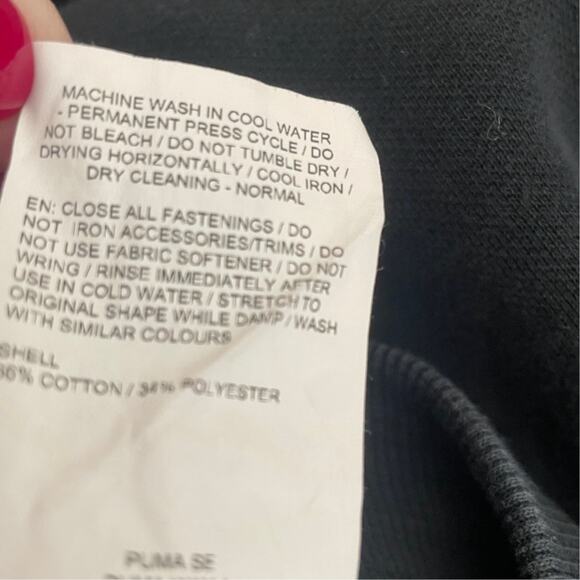 MACHINE WASH IN COOL WATER
- PERMANENT PRESS CYCLE / DO
NOT BLEACH / DO NOT TUMBLE DRY /
DRYING HORIZONTALLY / COOL IRON /
DRY CLEANING - NORMAL
EN: CLOSE ALL FASTENINGS / DO
NOT IRON ACCESSORIES/TRIMS / DO
NOT USE FABRIC SOFTENER / DO NOT
WRING / RINSE IMMEDIATELY AFTER
USE IN COLD WATER / STRETCH TO
ORIGINAL SHAPE WHILE DAMP / WASH
WITH SIMILAR COLOURS
SHELL
66% COTTON / 34% POLYESTER
PUMA SE